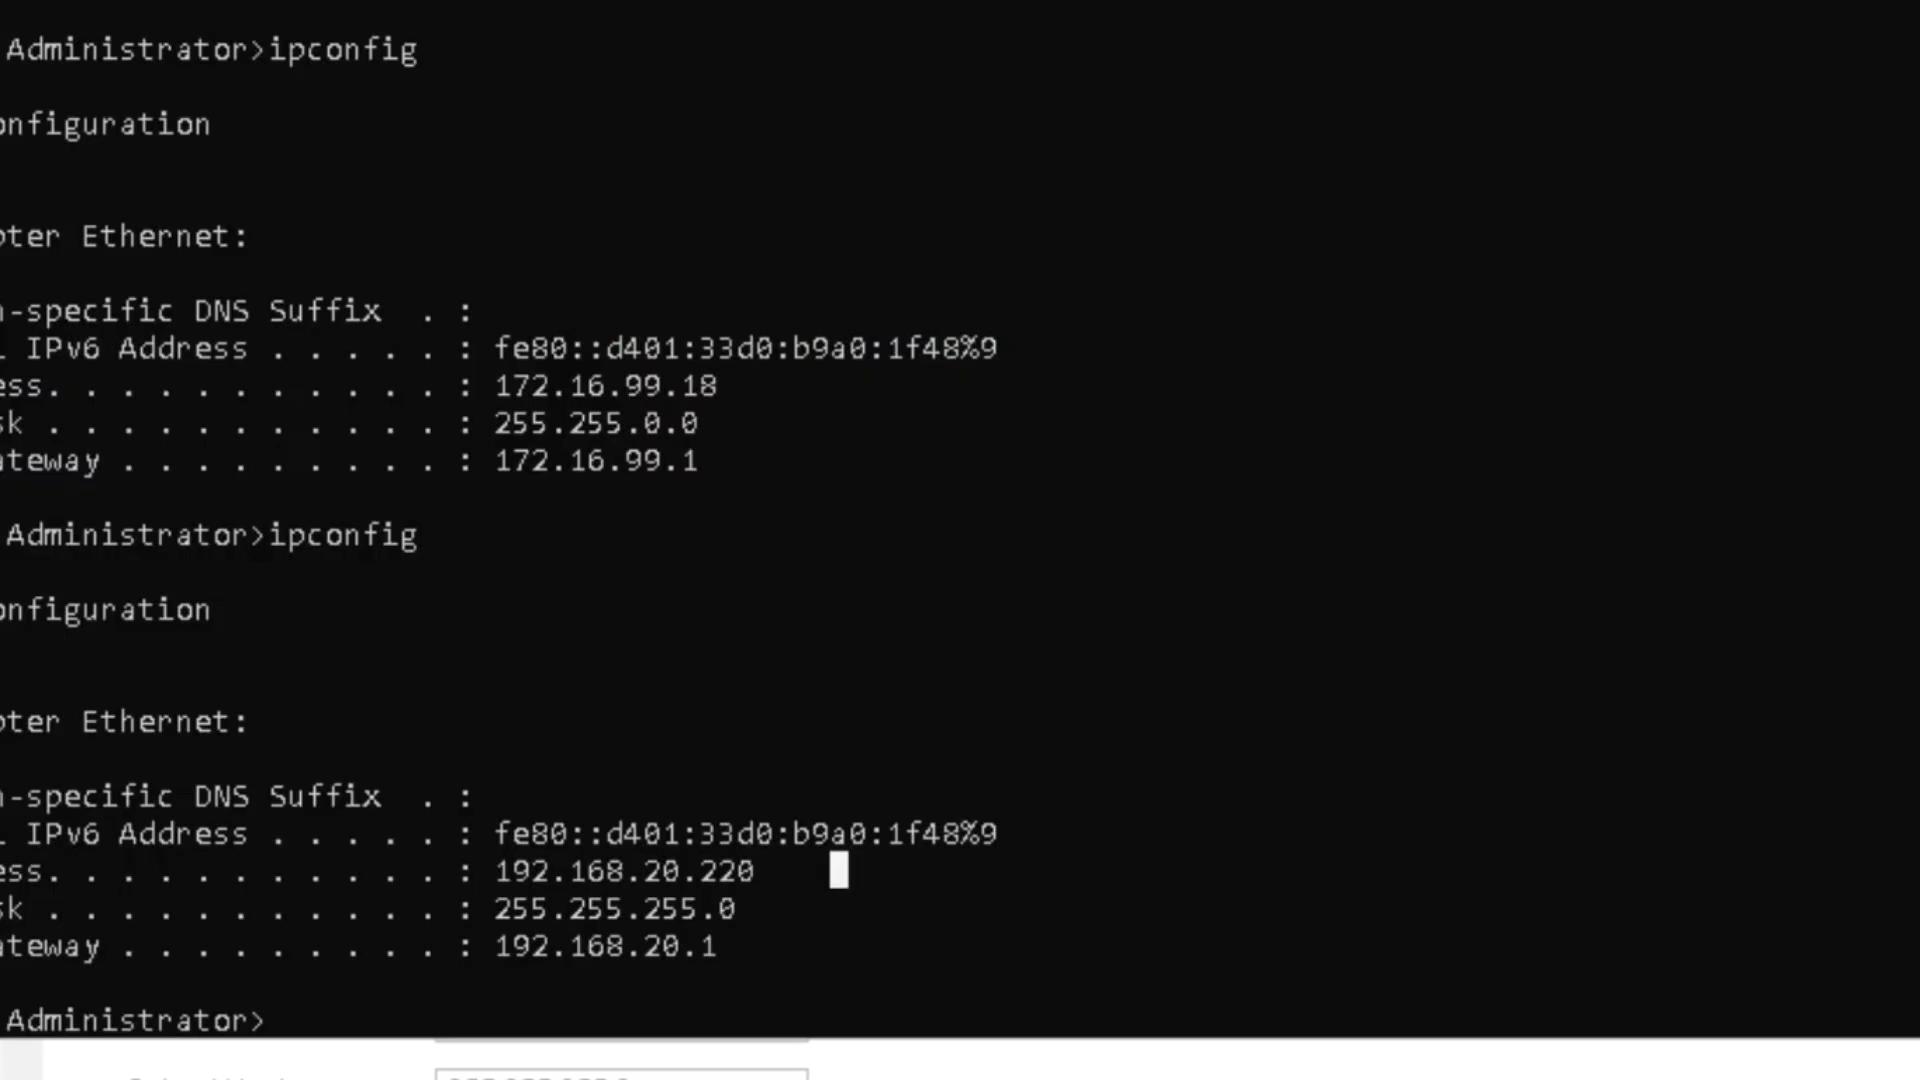 Administrator>ipconfig
onfiguration
pter Ethernet:
n-specific DNS Suffix  . :
l IPv6 Address . . . . . : fe80::d401:33d0:b9a0:1f48%9
ess. . . . . . . . . . . : 172.16.99.18
sk . . . . . . . . . . . : 255.255.0.0
ateway . . . . . . . . . : 172.16.99.1
Administrator>ipconfig
onfiguration
pter Ethernet:
n-specific DNS Suffix  . :
l IPv6 Address . . . . . : fe80::d401:33d0:b9a0:1f48%9
ess. . . . . . . . . . . : 192.168.20.220
sk . . . . . . . . . . . : 255.255.255.0
ateway . . . . . . . . . : 192.168.20.1
Administrator>